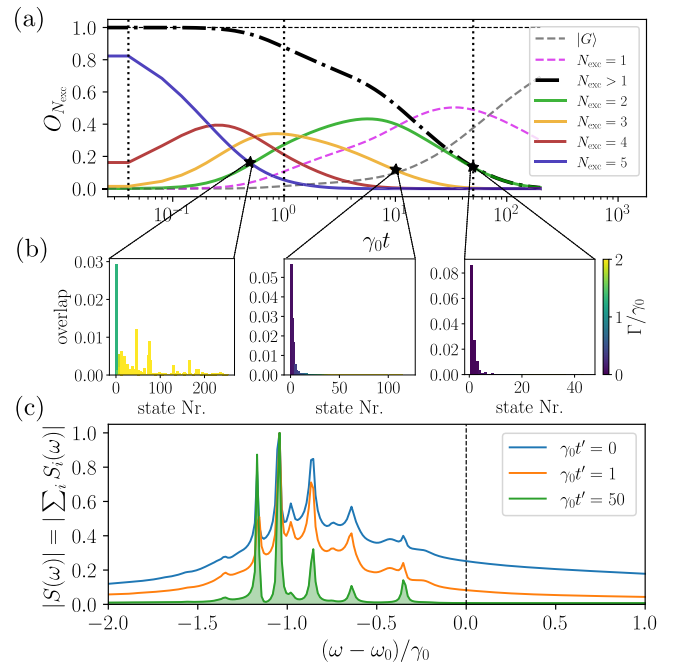 (a)
O_{N_exc}
1.0
0.8
0.6
0.4
0.2
0.0
|G⟩
N_exc = 1
N_exc > 1
N_exc = 2
N_exc = 3
N_exc = 4
N_exc = 5
10^{-1} 10^0 10^1 10^2 10^3
γ_0 t
(b)
overlap
0.03
0.02
0.01
0.00
0 100 200
state Nr.
0.05
0.04
0.03
0.02
0.01
0.00
0 50 100
state Nr.
0.08
0.06
0.04
0.02
0.00
0 20 40
state Nr.
2
1
0
Γ/γ_0
(c)
|S(ω)| = |∑_i S_i(ω)|
1.0
0.8
0.6
0.4
0.2
0.0
γ_0 t′ = 0
γ_0 t′ = 1
γ_0 t′ = 50
−2.0 −1.5 −1.0 −0.5 0.0 0.5 1.0
(ω − ω_0)/γ_0